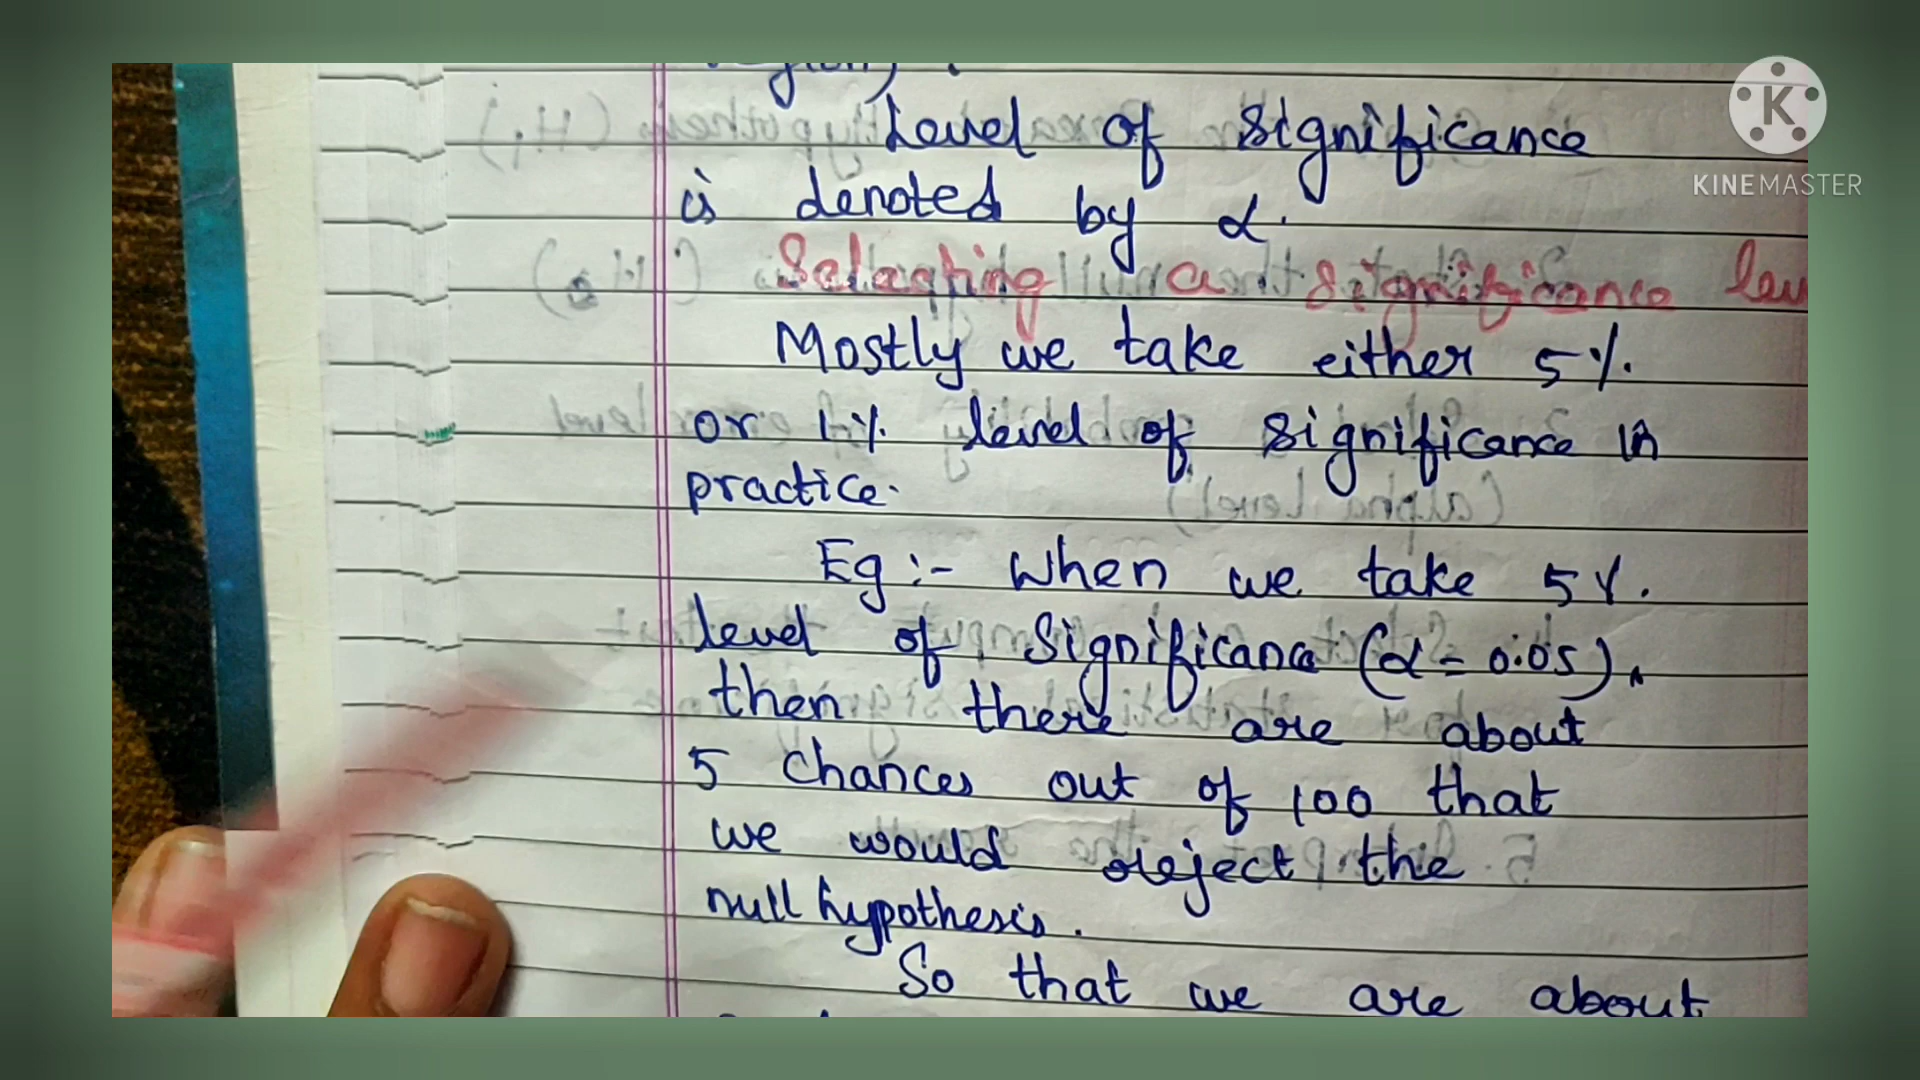 region).
Level of significance
is denoted by α.
Selecting a significance lev
Mostly we take either 5%.
or 1% level of significance in
practice.
Eg :- When we take 5%.
level of Significance (α = 0.05),
then there are about
5 chances out of 100 that
we would reject the
null hypothesis.
So that we are about
KINEMASTER